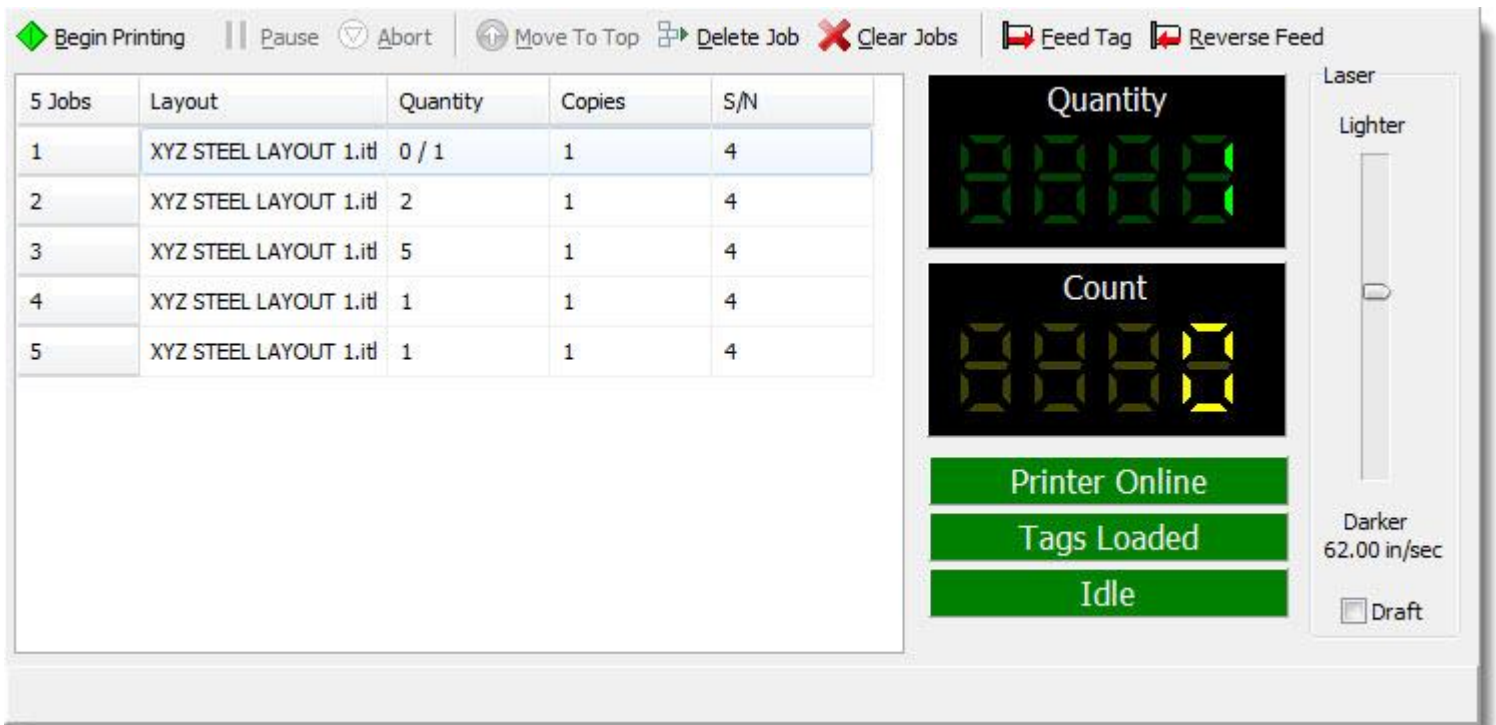 Begin Printing Pause Abort Move To Top Delete Job Clear Jobs Feed Tag Reverse Feed
5 Jobs Layout Quantity Copies S/N
1 XYZ STEEL LAYOUT 1.itl 0 / 1 1 4
2 XYZ STEEL LAYOUT 1.itl 2 1 4
3 XYZ STEEL LAYOUT 1.itl 5 1 4
4 XYZ STEEL LAYOUT 1.itl 1 1 4
5 XYZ STEEL LAYOUT 1.itl 1 1 4
Quantity
1
Count
0
Printer Online
Tags Loaded
Idle
Laser
Lighter
Darker
62.00 in/sec
Draft